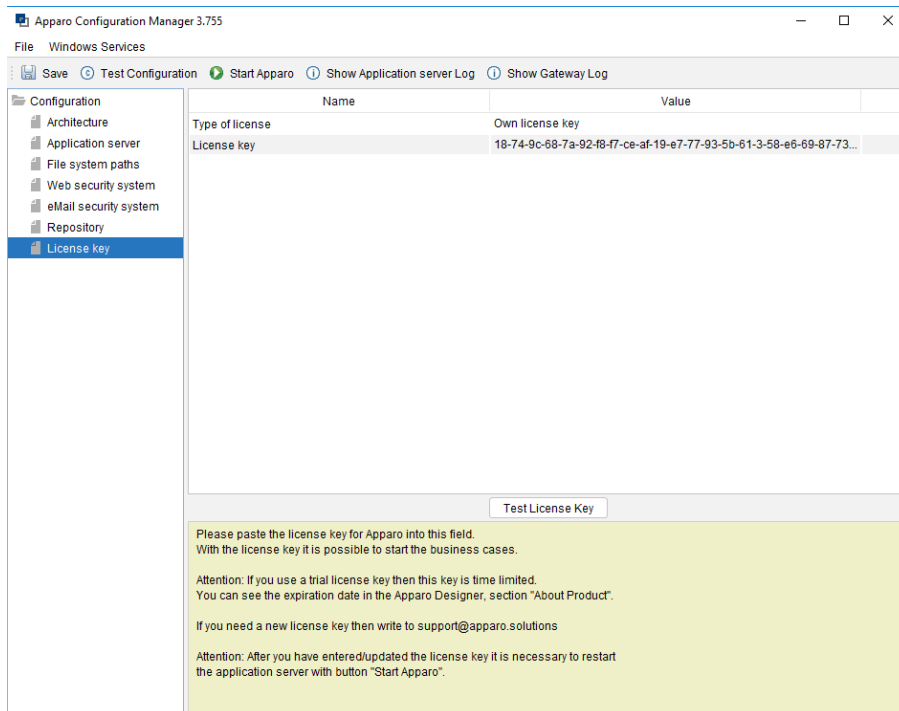 Apparo Configuration Manager 3.755
File Windows Services
Save Test Configuration Start Apparo Show Application server Log Show Gateway Log
Configuration
Architecture
Application server
File system paths
Web security system
eMail security system
Repository
License key
Name Value
Type of license Own license key
License key 18-74-9c-68-7a-92-f8-f7-ce-af-19-e7-77-93-5b-61-3-58-e6-69-87-73...
Test License Key
Please paste the license key for Apparo into this field.
With the license key it is possible to start the business cases.
Attention: If you use a trial license key then this key is time limited.
You can see the expiration date in the Apparo Designer, section "About Product".
If you need a new license key then write to support@apparo.solutions
Attention: After you have entered/updated the license key it is necessary to restart
the application server with button "Start Apparo".